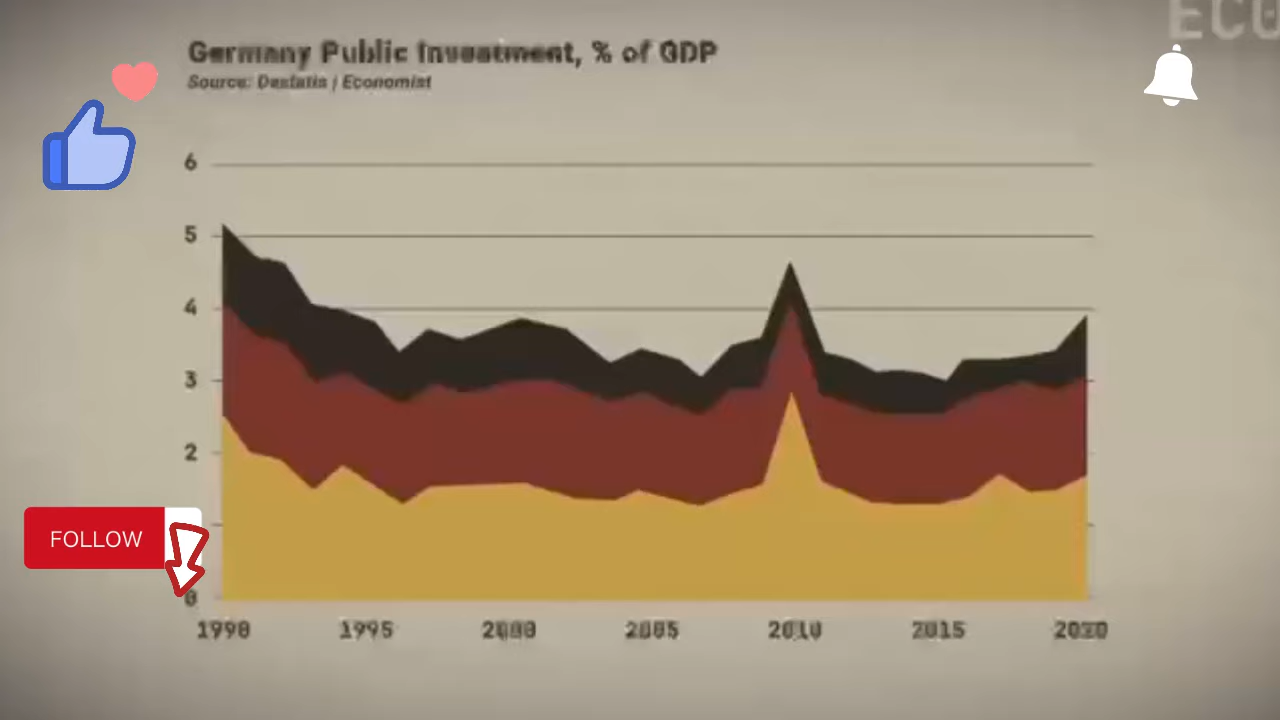 ECO
Germany Public Investment, % of GDP
Source: Destatis / Economist
6
5
4
3
2
FOLLOW
0
1990 1995 2000 2005 2010 2015 2020